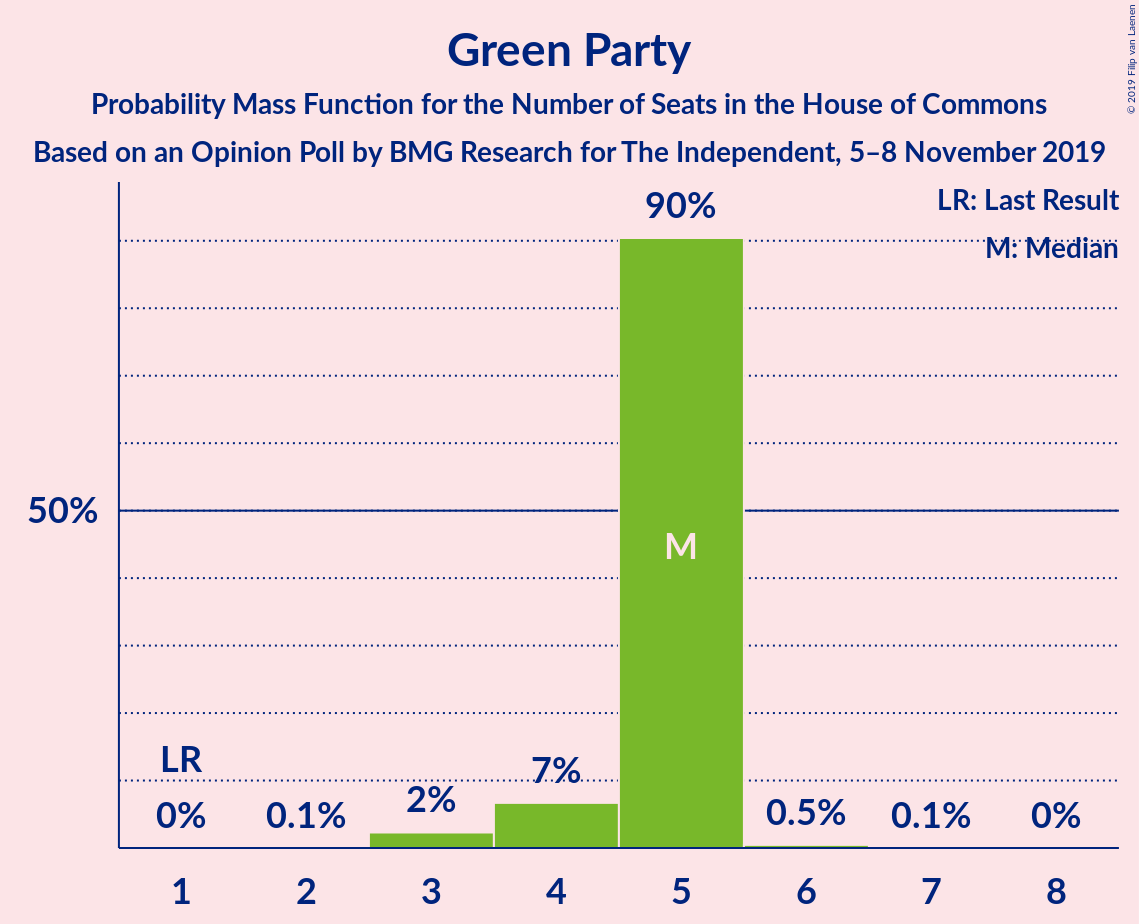 Green Party
Probability Mass Function for the Number of Seats in the House of Commons
Based on an Opinion Poll by BMG Research for The Independent, 5–8 November 2019
© 2019 Filip van Laenen
LR: Last Result
M: Median
90%
50%
M
LR
0%
0.1%
2%
7%
0.5%
0.1%
0%
1 2 3 4 5 6 7 8